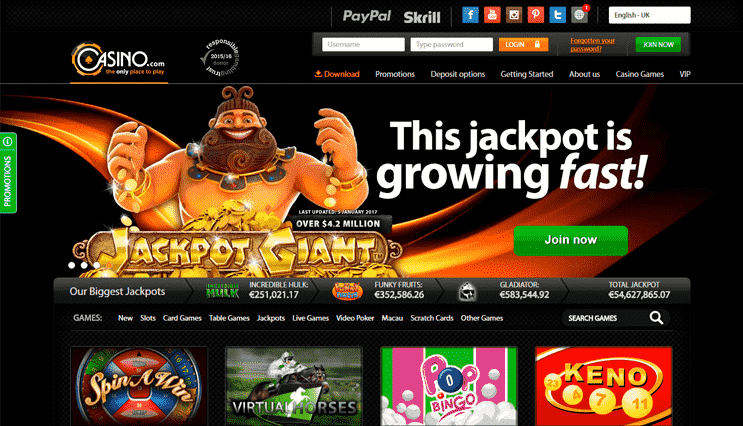 PayPal Skrill
1
English - UK
Username
Type password
LOGIN
Forgotten your
password?
JOIN NOW
CASINO.com
the only place to play
responsible
gambling
trust
2015/16
donor
Download Promotions Deposit options Getting Started About us Casino Games VIP
PROMOTIONS
This jackpot is
growing fast!
LAST UPDATED: 5 JANUARY 2017
OVER $4.2 MILLION
JACKPOT GIANT
Join now
Our Biggest Jackpots
INCREDIBLE HULK
INCREDIBLE HULK:
€251,021.17
FUNKY FRUITS:
€352,586.26
GLADIATOR:
€583,544.92
TOTAL JACKPOT
€54,627,865.07
GAMES: New Slots Card Games Table Games Jackpots Live Games Video Poker Macau Scratch Cards Other Games
SEARCH GAMES
Spin A Win
VIRTUAL HORSES
POP
BINGO
KENO
23 4 7 11